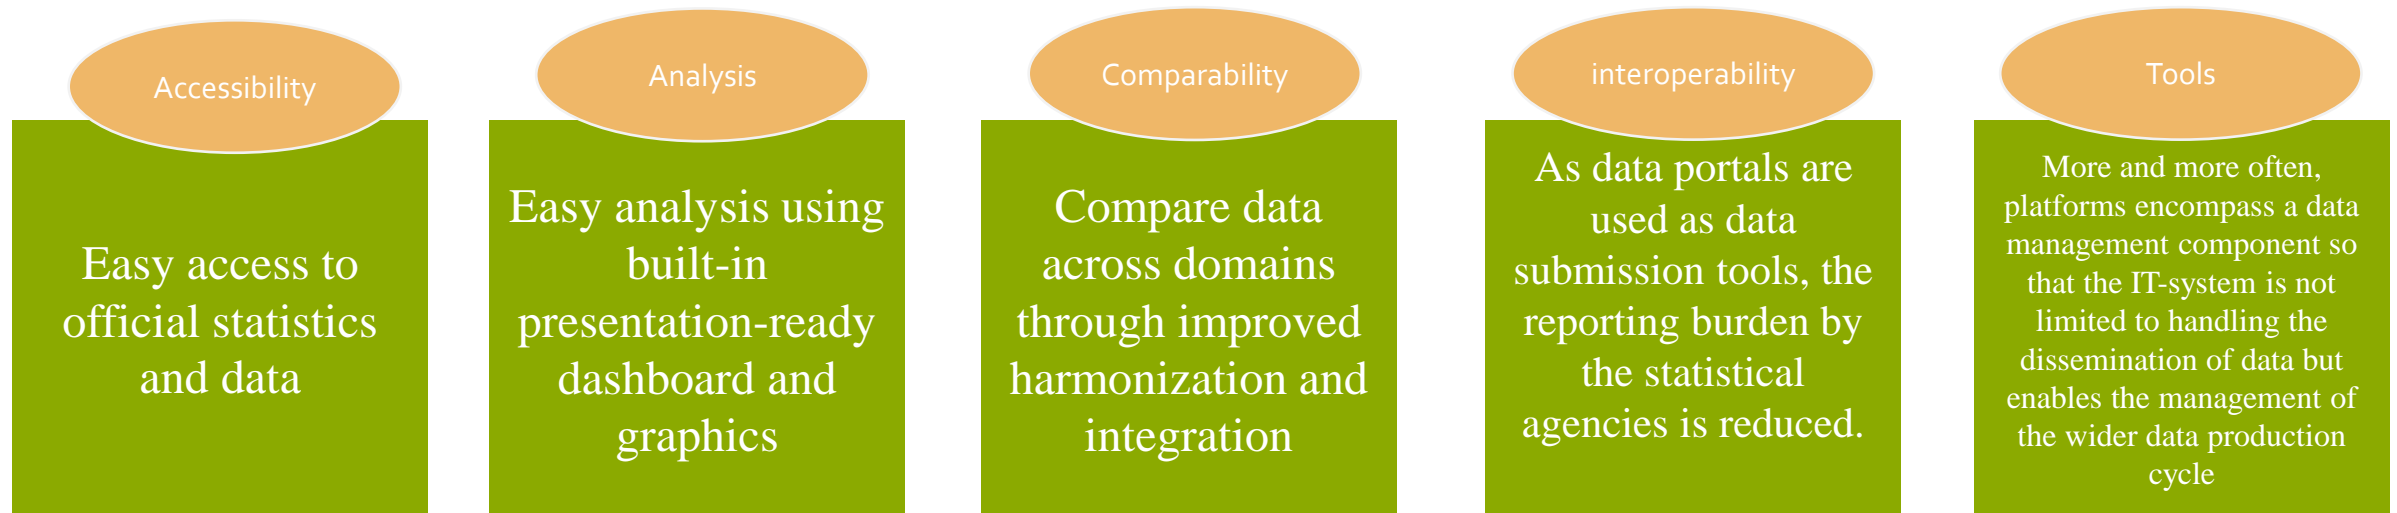 Accessibility
Easy access to
official statistics
and data
Analysis
Easy analysis using
built-in
presentation-ready
dashboard and
graphics
Comparability
Compare data
across domains
through improved
harmonization and
integration
interoperability
As data portals are
used as data
submission tools, the
reporting burden by
the statistical
agencies is reduced.
Tools
More and more often,
platforms encompass a data
management component so
that the IT-system is not
limited to handling the
dissemination of data but
enables the management of
the wider data production
cycle